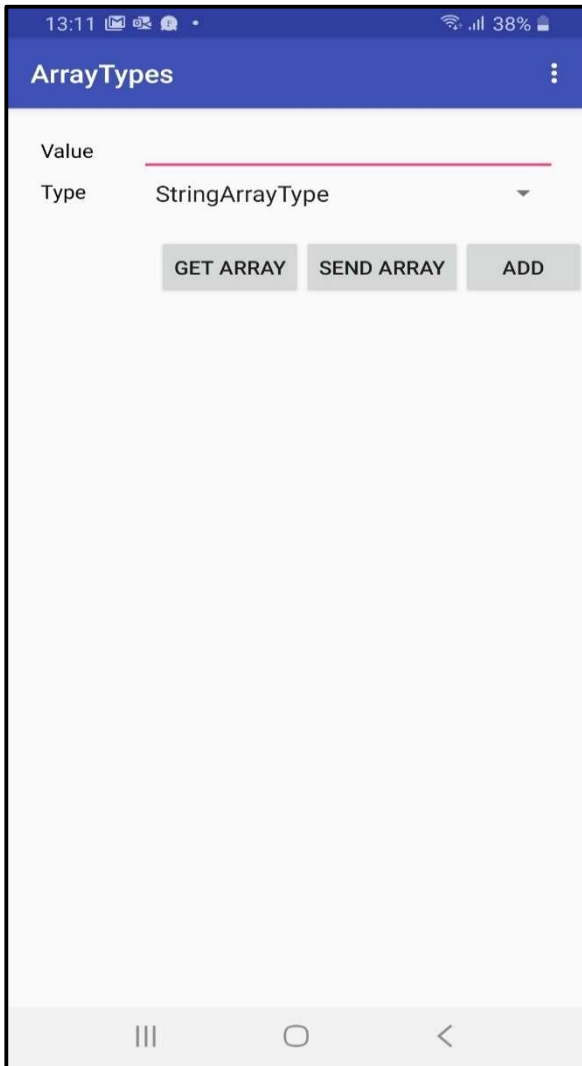 13:11 38%
ArrayTypes
Value
Type StringArrayType
GET ARRAY SEND ARRAY ADD